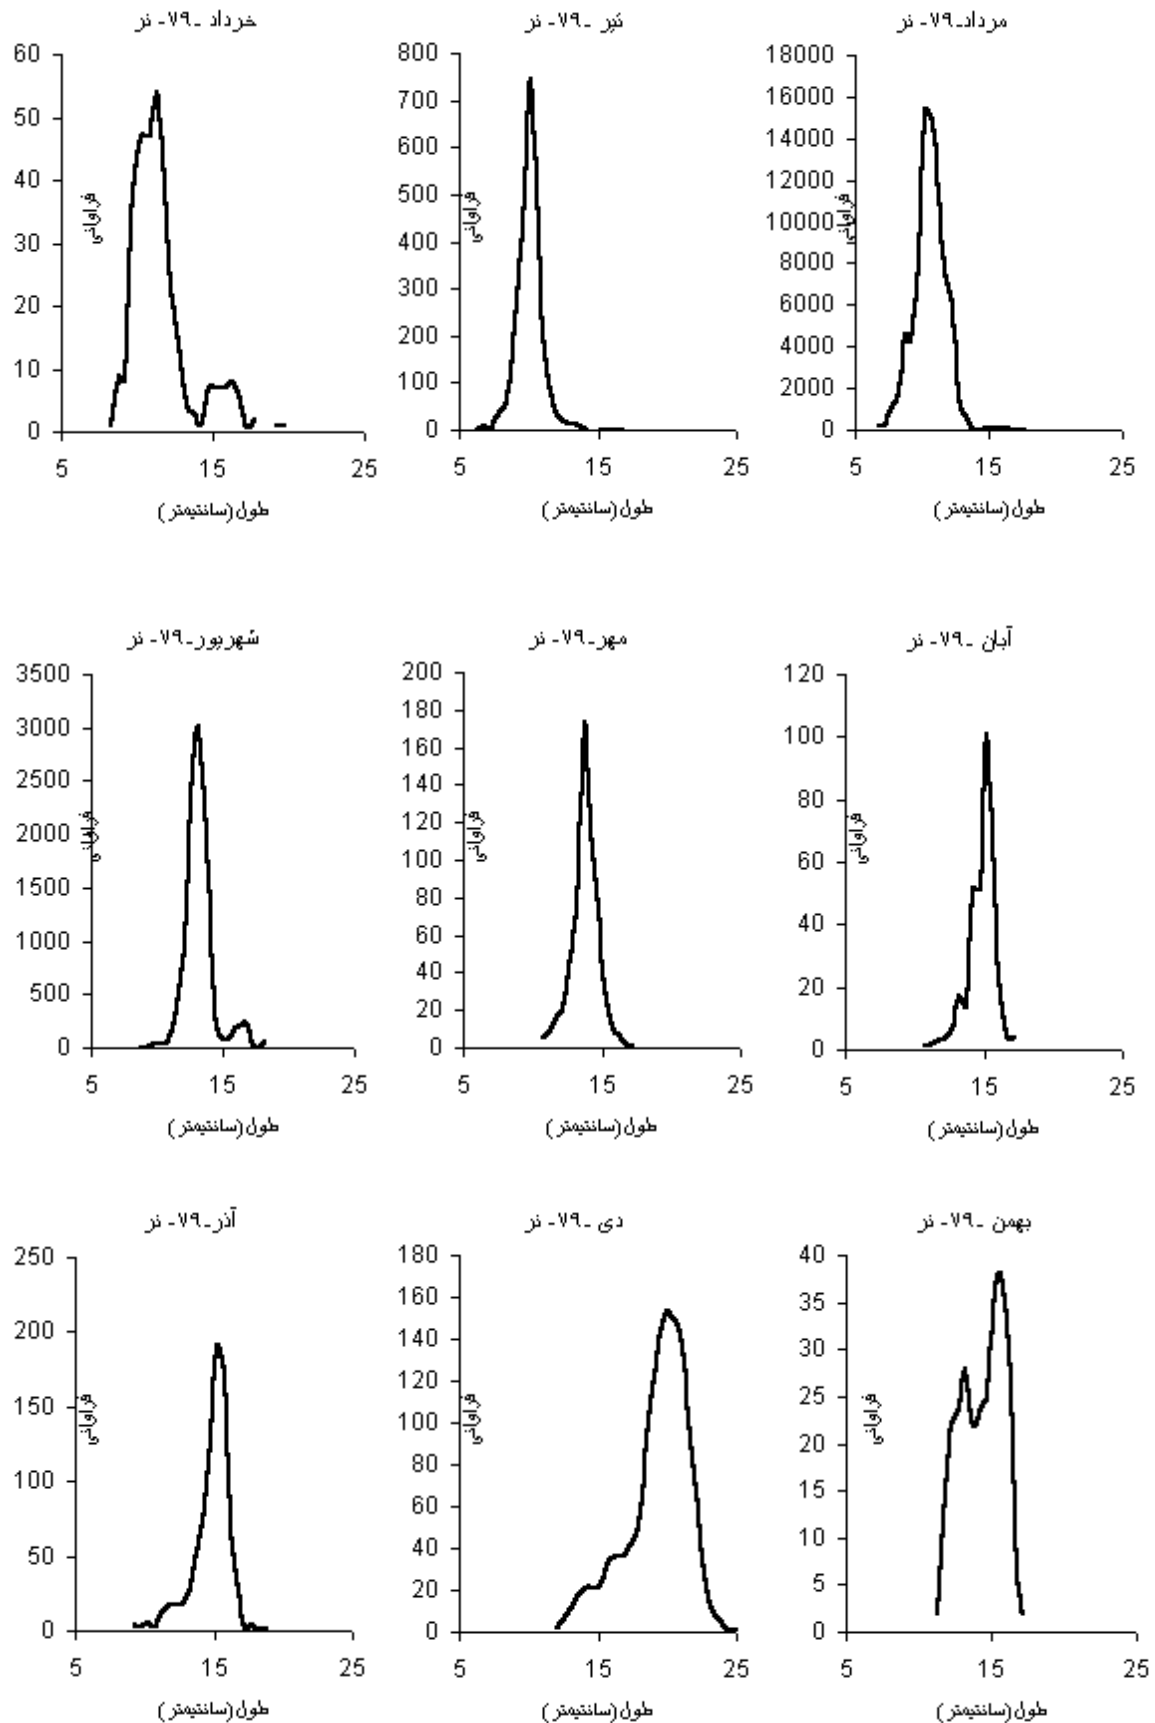 خرداد ـ ۷۹- نر
60
50
40
30
20
10
0
فراوانی
5 15 25
طول (سانتیمتر)
تیر ـ ۷۹- نر
800
700
600
500
400
300
200
100
0
فراوانی
5 15 25
طول (سانتیمتر)
مردادـ ۷۹- نر
18000
16000
14000
12000
10000
8000
6000
4000
2000
0
فراوانی
5 15 25
طول (سانتیمتر)
شهریورـ ۷۹- نر
3500
3000
2500
2000
1500
1000
500
0
فراوانی
5 15 25
طول (سانتیمتر)
مهرـ ۷۹- نر
200
180
160
140
120
100
80
60
40
20
0
فراوانی
5 15 25
طول (سانتیمتر)
آبان ـ ۷۹- نر
120
100
80
60
40
20
0
فراوانی
5 15 25
طول (سانتیمتر)
آذرـ ۷۹- نر
250
200
150
100
50
0
فراوانی
5 15 25
طول (سانتیمتر)
دی ـ ۷۹- نر
180
160
140
120
100
80
60
40
20
0
فراوانی
5 15 25
طول (سانتیمتر)
بهمن ـ ۷۹- نر
40
35
30
25
20
15
10
5
0
فراوانی
5 15 25
طول (سانتیمتر)